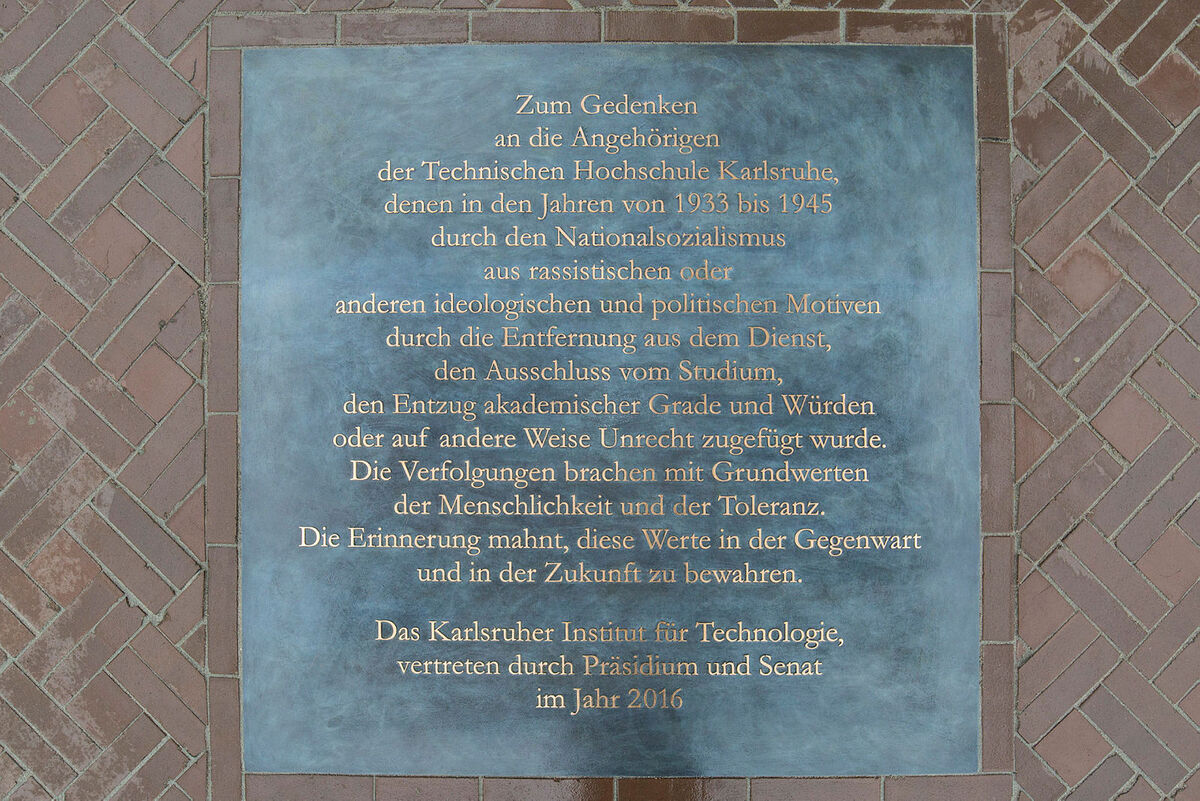 Zum Gedenken
an die Angehörigen
der Technischen Hochschule Karlsruhe,
denen in den Jahren von 1933 bis 1945
durch den Nationalsozialismus
aus rassistischen oder
anderen ideologischen und politischen Motiven
durch die Entfernung aus dem Dienst,
den Ausschluss vom Studium,
den Entzug akademischer Grade und Würden
oder auf andere Weise Unrecht zugefügt wurde.
Die Verfolgungen brachen mit Grundwerten
der Menschlichkeit und der Toleranz.
Die Erinnerung mahnt, diese Werte in der Gegenwart
und in der Zukunft zu bewahren.
Das Karlsruher Institut für Technologie,
vertreten durch Präsidium und Senat
im Jahr 2016